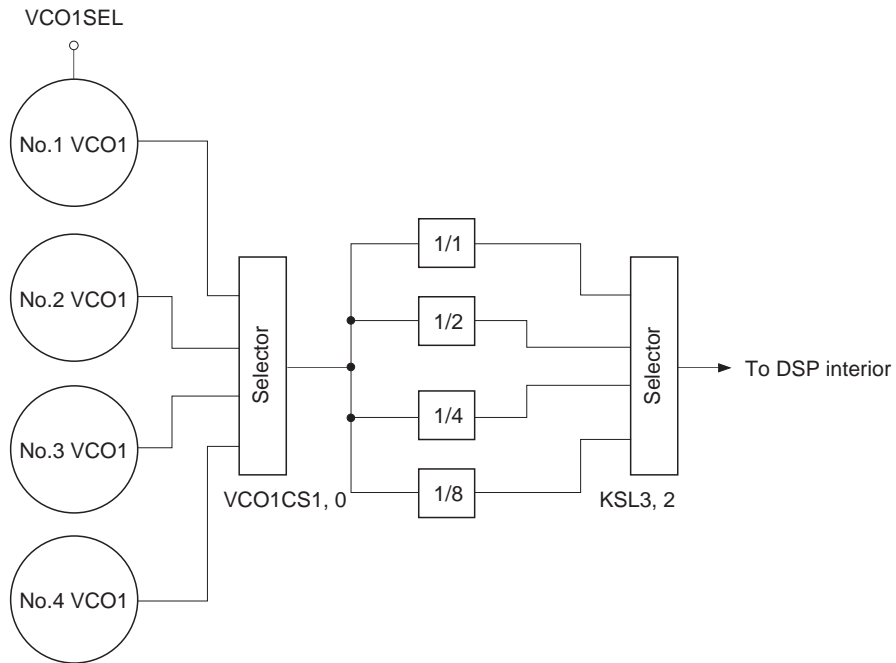 VCO1SEL
No.1 VCO1
No.2 VCO1
No.3 VCO1
No.4 VCO1
Selector
VCO1CS1, 0
1/1
1/2
1/4
1/8
Selector
KSL3, 2
To DSP interior